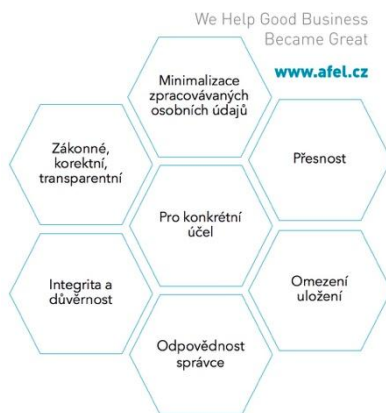 We Help Good Business
Became Great
www.afel.cz
Minimalizace
zpracovávaných
osobních údajů
Zákonné,
korektní,
transparentní
Přesnost
Pro konkrétní
účel
Integrita a
důvěrnost
Omezení
uložení
Odpovědnost
správce